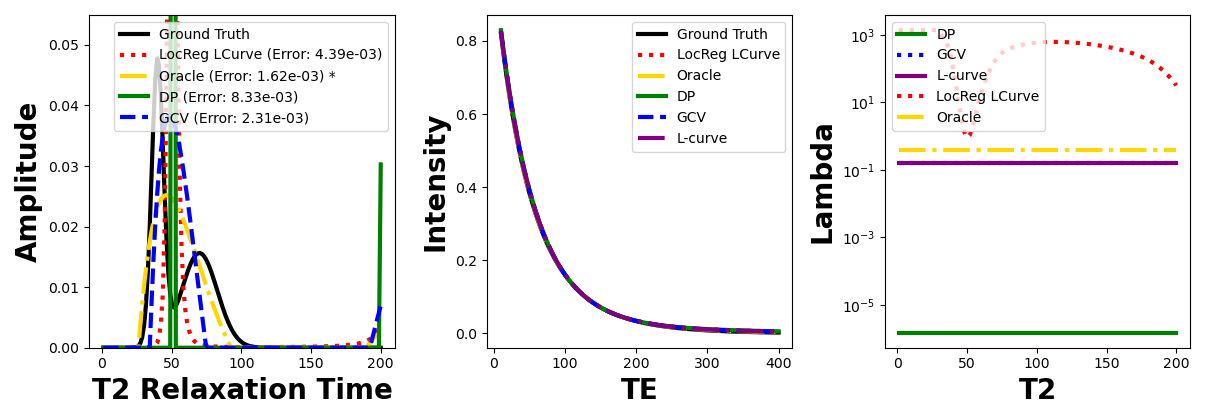 Amplitude
0.05
0.04
0.03
0.02
0.01
0.00
Ground Truth
LocReg LCurve (Error: 4.39e-03)
Oracle (Error: 1.62e-03) *
DP (Error: 8.33e-03)
GCV (Error: 2.31e-03)
0 50 100 150 200
T2 Relaxation Time
Intensity
0.8
0.6
0.4
0.2
0.0
Ground Truth
LocReg LCurve
Oracle
DP
GCV
L-curve
0 100 200 300 400
TE
Lambda
10³
10¹
10⁻¹
10⁻³
10⁻⁵
DP
GCV
L-curve
LocReg LCurve
Oracle
0 50 100 150 200
T2